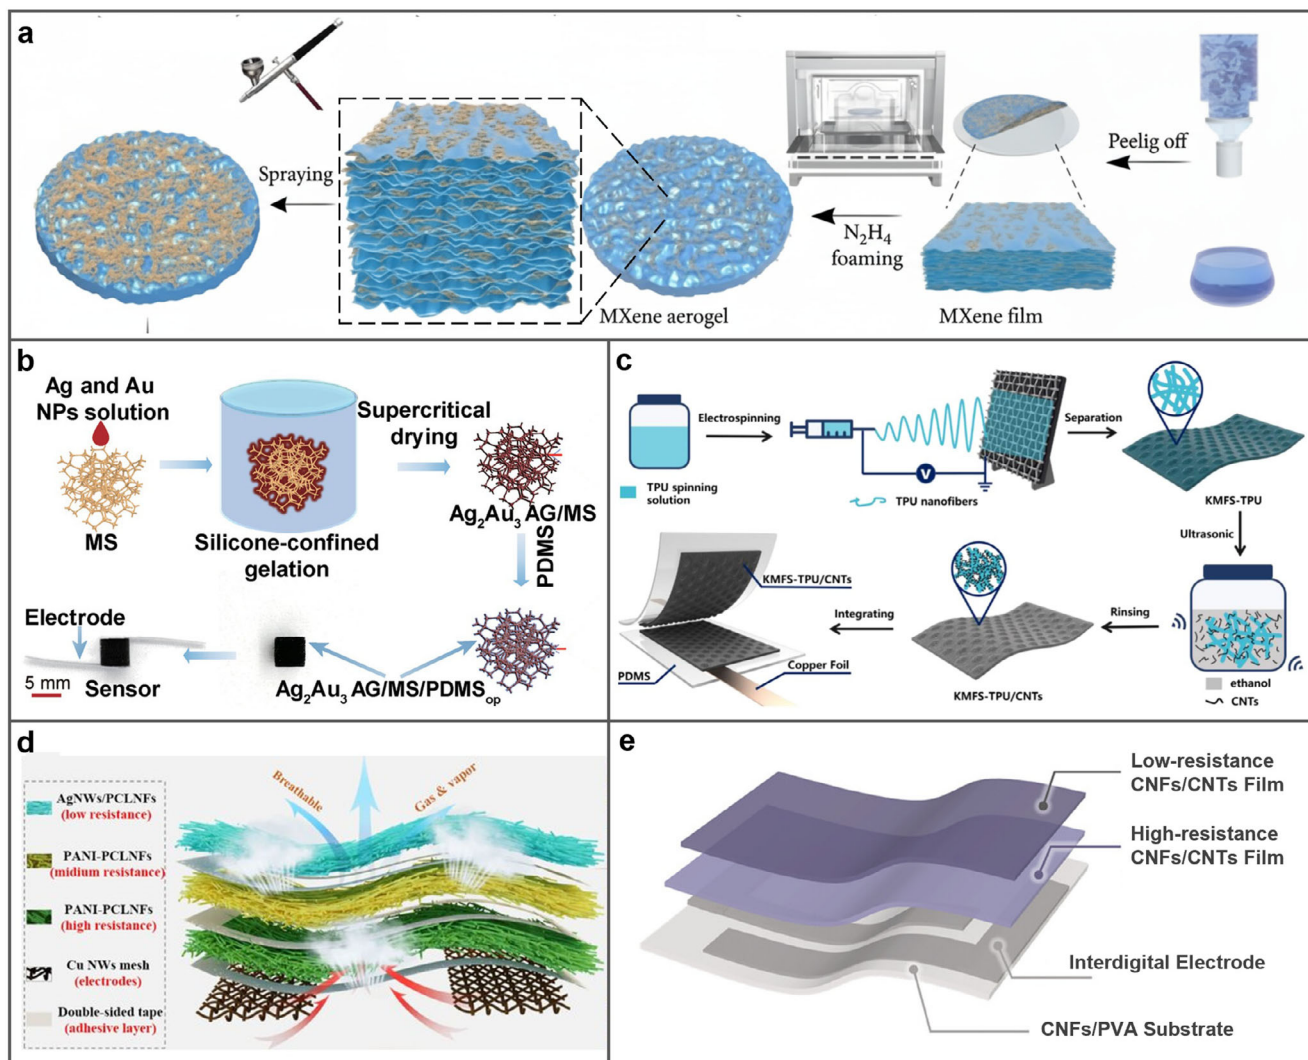 a
Spraying
MXene aerogel
N2H4
foaming
MXene film
Peelig off
b
Ag and Au
NPs solution
MS
Silicone-confined
gelation
Supercritical
drying
Ag2Au3 AG/MS
PDMS
Electrode
5 mm
Sensor
Ag2Au3 AG/MS/PDMSop
c
TPU spinning
solution
Electrospinning
V
TPU nanofibers
Separation
KMFS-TPU
Ultrasonic
ethanol
CNTs
Rinsing
KMFS-TPU/CNTs
Integrating
KMFS-TPU/CNTs
PDMS
Copper Foil
d
AgNWs/PCLNFs
(low resistance)
PANI-PCLNFs
(midium resistance)
PANI-PCLNFs
(high resistance)
Cu NWs mesh
(electrodes)
Double-sided tape
(adhesive layer)
Breathable
Gas & vapor
e
Low-resistance
CNFs/CNTs Film
High-resistance
CNFs/CNTs Film
Interdigital Electrode
CNFs/PVA Substrate